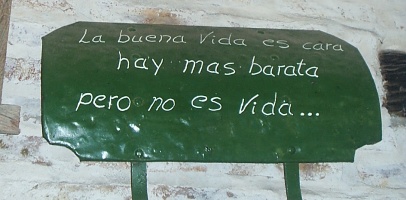 La buena Vida es cara
hay mas barata
pero no es vida...